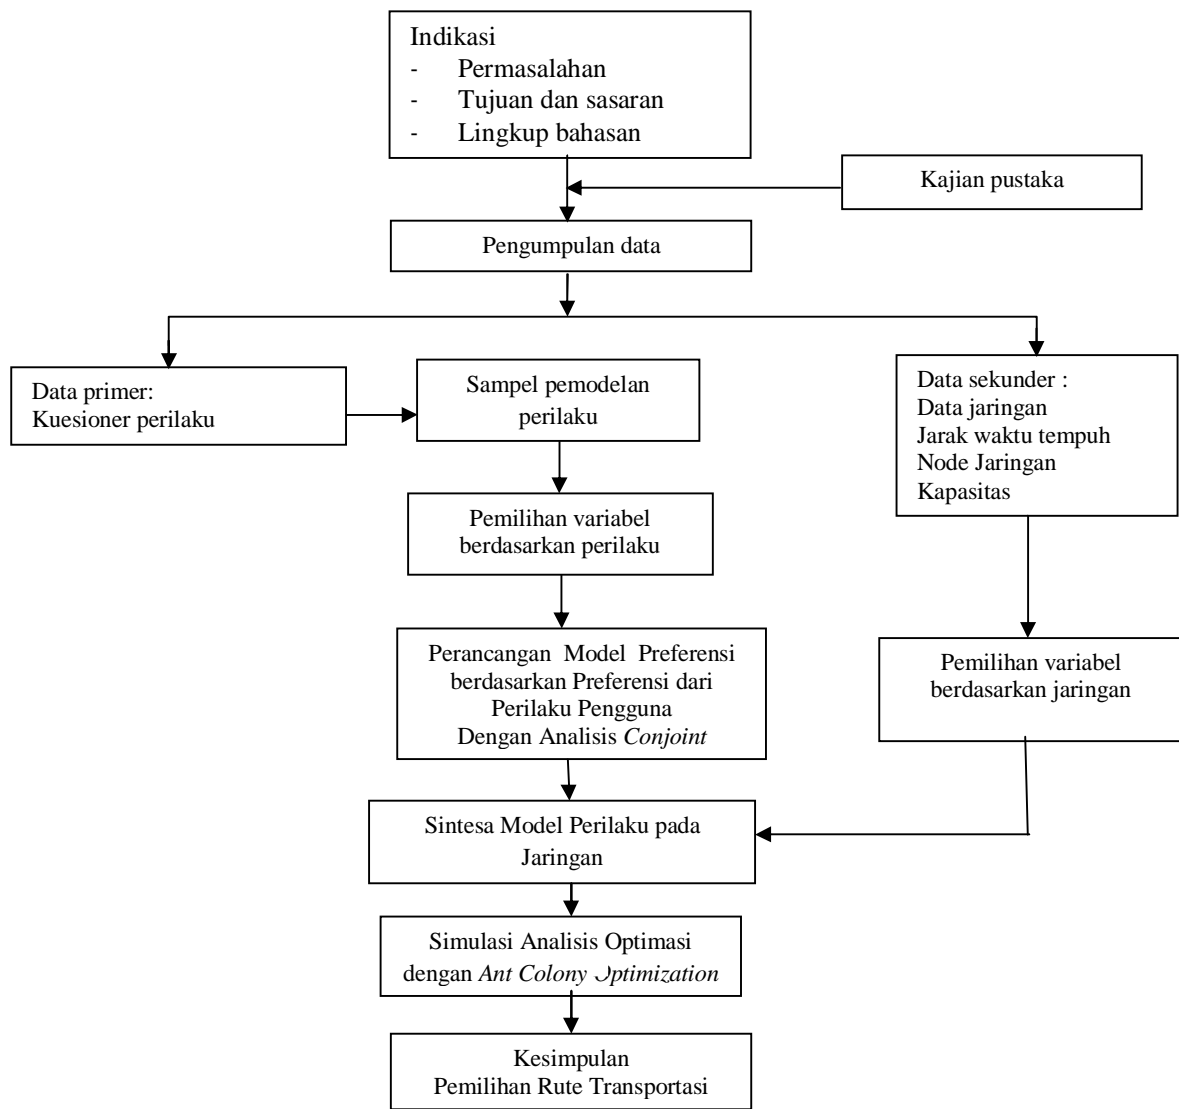 Indikasi
- Permasalahan
- Tujuan dan sasaran
- Lingkup bahasan
Kajian pustaka
Pengumpulan data
Data primer:
Kuesioner perilaku
Sampel pemodelan
perilaku
Data sekunder :
Data jaringan
Jarak waktu tempuh
Node Jaringan
Kapasitas
Pemilihan variabel
berdasarkan perilaku
Perancangan Model Preferensi
berdasarkan Preferensi dari
Perilaku Pengguna
Dengan Analisis Conjoint
Pemilihan variabel
berdasarkan jaringan
Sintesa Model Perilaku pada
Jaringan
Simulasi Analisis Optimasi
dengan Ant Colony Optimization
Kesimpulan
Pemilihan Rute Transportasi